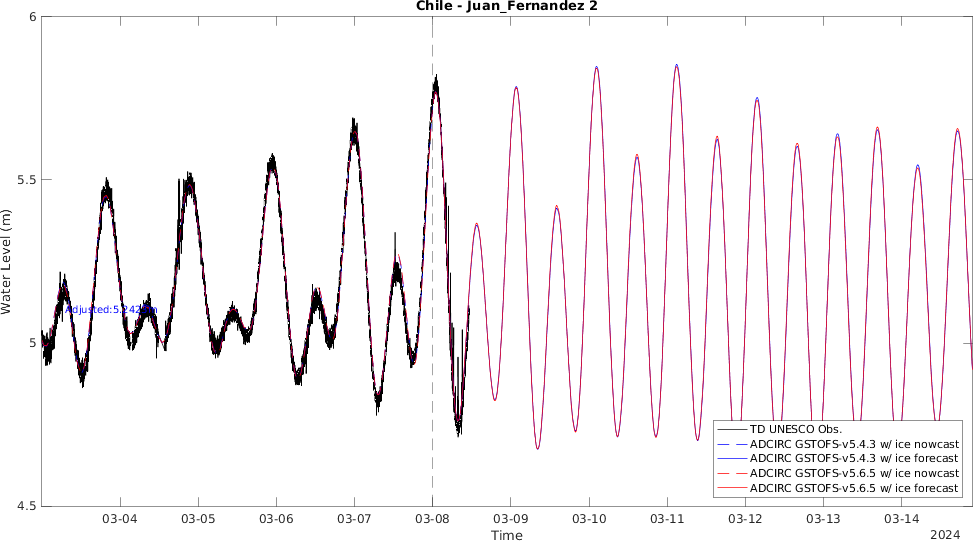 Chile - Juan_Fernandez 2
Water Level (m)
6
5.5
5
4.5
Adjusted:5.242
TD UNESCO Obs.
ADCIRC GSTOFS-v5.4.3 w/ ice nowcast
ADCIRC GSTOFS-v5.4.3 w/ ice forecast
ADCIRC GSTOFS-v5.6.5 w/ ice nowcast
ADCIRC GSTOFS-v5.6.5 w/ ice forecast
03-04 03-05 03-06 03-07 03-08 03-09 03-10 03-11 03-12 03-13 03-14
Time
2024